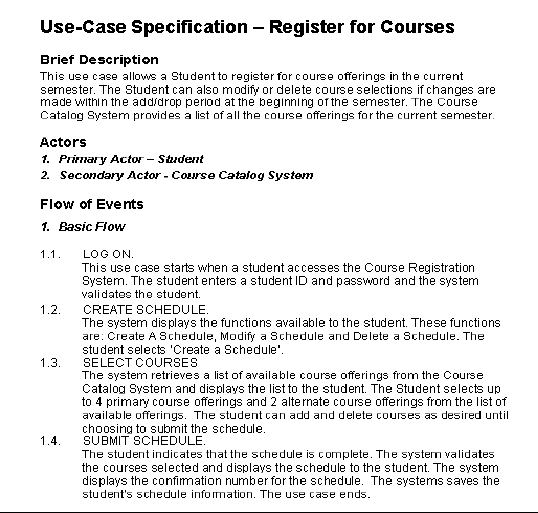 Use-Case Specification – Register for Courses
Brief Description
This use case allows a Student to register for course offerings in the current
semester. The Student can also modify or delete course selections if changes are
made within the add/drop period at the beginning of the semester. The Course
Catalog System provides a list of all the course offerings for the current semester.
Actors
1. Primary Actor – Student
2. Secondary Actor - Course Catalog System
Flow of Events
1. Basic Flow
1.1. LOG ON.
This use case starts when a student accesses the Course Registration
System. The student enters a student ID and password and the system
validates the student.
1.2. CREATE SCHEDULE.
The system displays the functions available to the student. These functions
are: Create A Schedule, Modify a Schedule and Delete a Schedule. The
student selects 'Create a Schedule'.
1.3. SELECT COURSES
The system retrieves a list of available course offerings from the Course
Catalog System and displays the list to the student. The Student selects up
to 4 primary course offerings and 2 alternate course offerings from the list of
available offerings. The student can add and delete courses as desired until
choosing to submit the schedule.
1.4. SUBMIT SCHEDULE.
The student indicates that the schedule is complete. The system validates
the courses selected and displays the schedule to the student. The system
displays the confirmation number for the schedule. The systems saves the
student's schedule information. The use case ends.